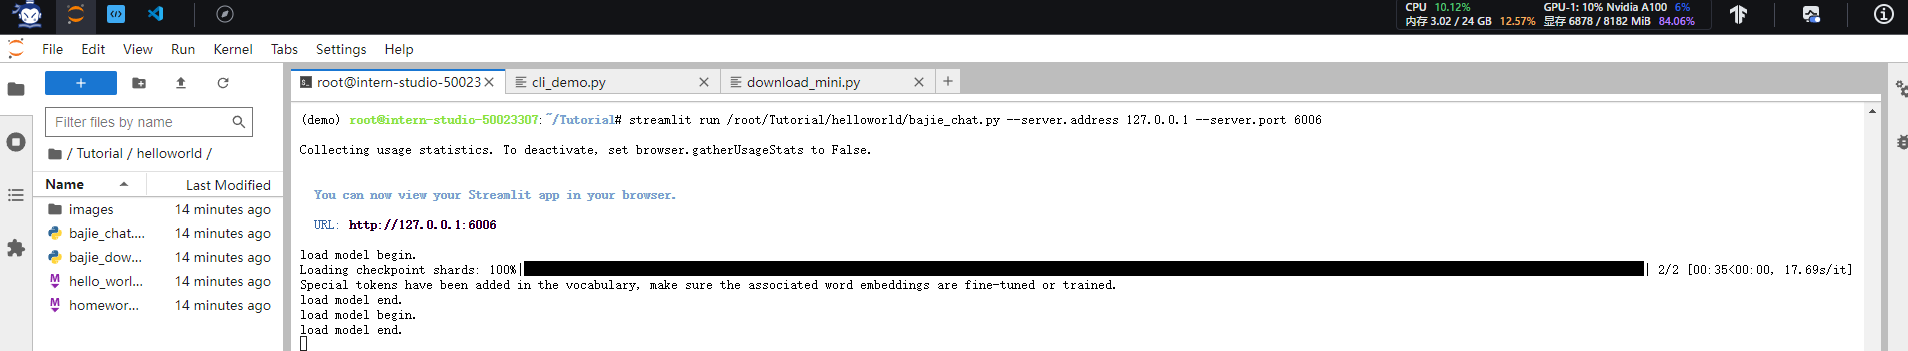 CPU 10.12% GPU-1: 10% Nvidia A100 6%
内存 3.02 / 24 GB 12.57% 显存 6878 / 8182 MiB 84.06%
File Edit View Run Kernel Tabs Settings Help
+
root@intern-studio-50023
cli_demo.py
download_mini.py
Filter files by name
/ Tutorial / helloworld /
Name Last Modified
images 14 minutes ago
bajie_chat.... 14 minutes ago
bajie_dow... 14 minutes ago
hello_worl... 14 minutes ago
homewor... 14 minutes ago
(demo) root@intern-studio-50023307:~/Tutorial# streamlit run /root/Tutorial/helloworld/bajie_chat.py --server.address 127.0.0.1 --server.port 6006
Collecting usage statistics. To deactivate, set browser.gatherUsageStats to False.
You can now view your Streamlit app in your browser.
URL: http://127.0.0.1:6006
load model begin.
Loading checkpoint shards: 100%| | 2/2 [00:35<00:00, 17.69s/it]
Special tokens have been added in the vocabulary, make sure the associated word embeddings are fine-tuned or trained.
load model end.
load model begin.
load model end.